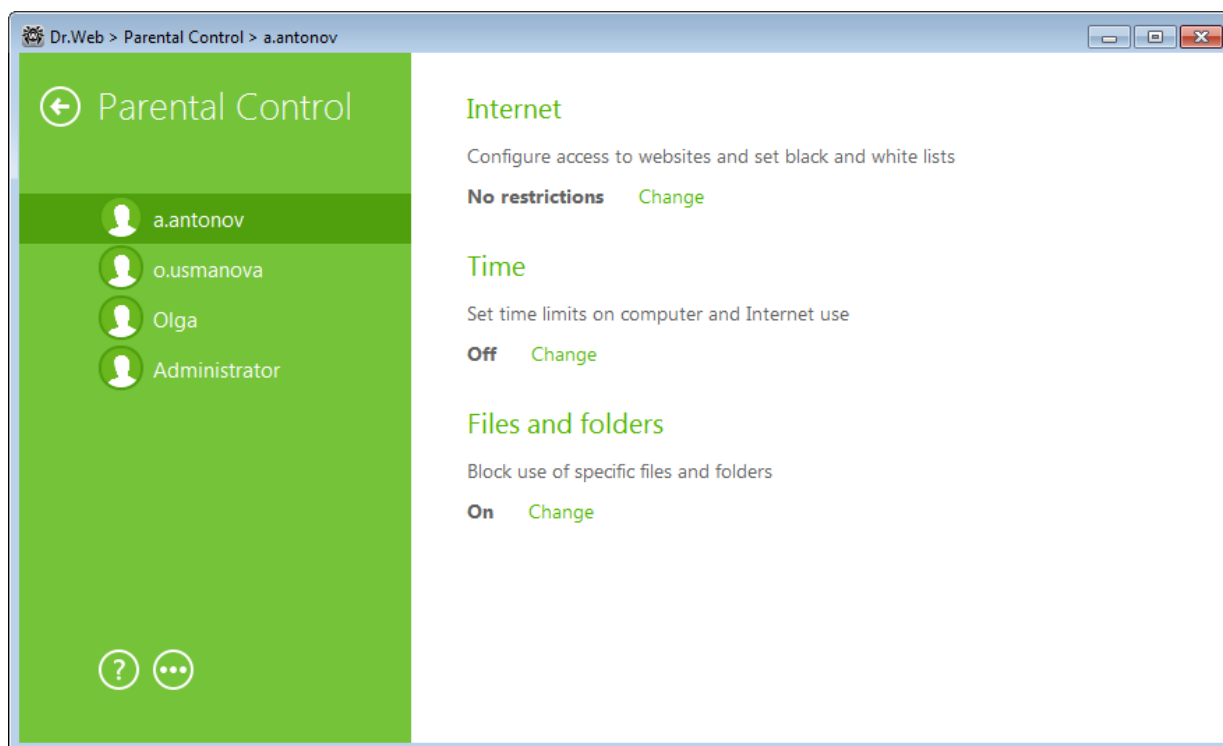 Dr.Web > Parental Control > a.antonov
Parental Control
a.antonov
o.usmanova
Olga
Administrator
?
Internet
Configure access to websites and set black and white lists
No restrictions Change
Time
Set time limits on computer and Internet use
Off Change
Files and folders
Block use of specific files and folders
On Change